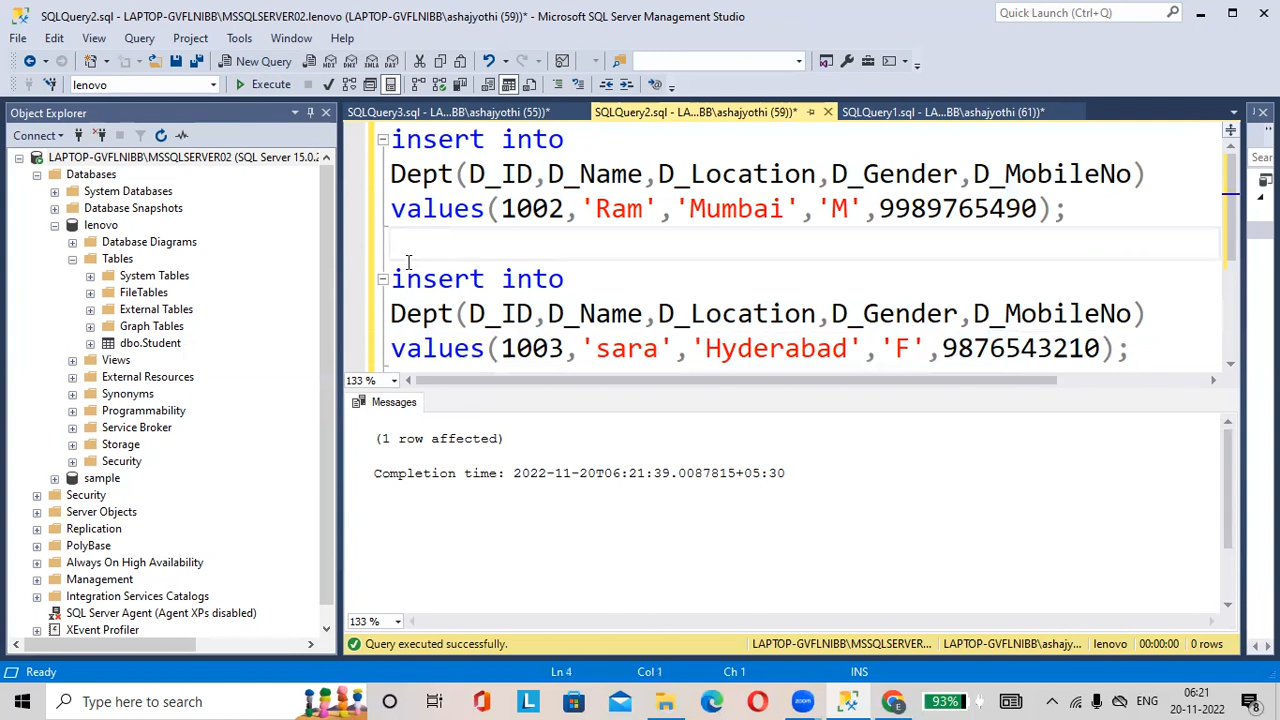 SQLQuery2.sql - LAPTOP-GVFLNIBB\MSSQLSERVER02.lenovo (LAPTOP-GVFLNIBB\ashajyothi (59))* - Microsoft SQL Server Management Studio
Quick Launch (Ctrl+Q)
File Edit View Query Project Tools Window Help
New Query
lenovo
Execute
Object Explorer
SQLQuery3.sql - LA...BB\ashajyothi (55))*
SQLQuery2.sql - LA...BB\ashajyothi (59))*
SQLQuery1.sql - LA...BB\ashajyothi (61))*
Connect
LAPTOP-GVFLNIBB\MSSQLSERVER02 (SQL Server 15.0.2
Databases
System Databases
Database Snapshots
lenovo
Database Diagrams
Tables
System Tables
FileTables
External Tables
Graph Tables
dbo.Student
Views
External Resources
Synonyms
Programmability
Service Broker
Storage
Security
sample
Security
Server Objects
Replication
PolyBase
Always On High Availability
Management
Integration Services Catalogs
SQL Server Agent (Agent XPs disabled)
XEvent Profiler
insert into
Dept(D_ID,D_Name,D_Location,D_Gender,D_MobileNo)
values(1002,'Ram','Mumbai','M',9989765490);
insert into
Dept(D_ID,D_Name,D_Location,D_Gender,D_MobileNo)
values(1003,'sara','Hyderabad','F',9876543210);
133 %
Messages
(1 row affected)
Completion time: 2022-11-20T06:21:39.0087815+05:30
133 %
Query executed successfully.
LAPTOP-GVFLNIBB\MSSQLSERVER...
LAPTOP-GVFLNIBB\ashajy...
lenovo
00:00:00
0 rows
Sear
Ready
Ln 4
Col 1
Ch 1
INS
Type here to search
93%
ENG
06:21
20-11-2022
8